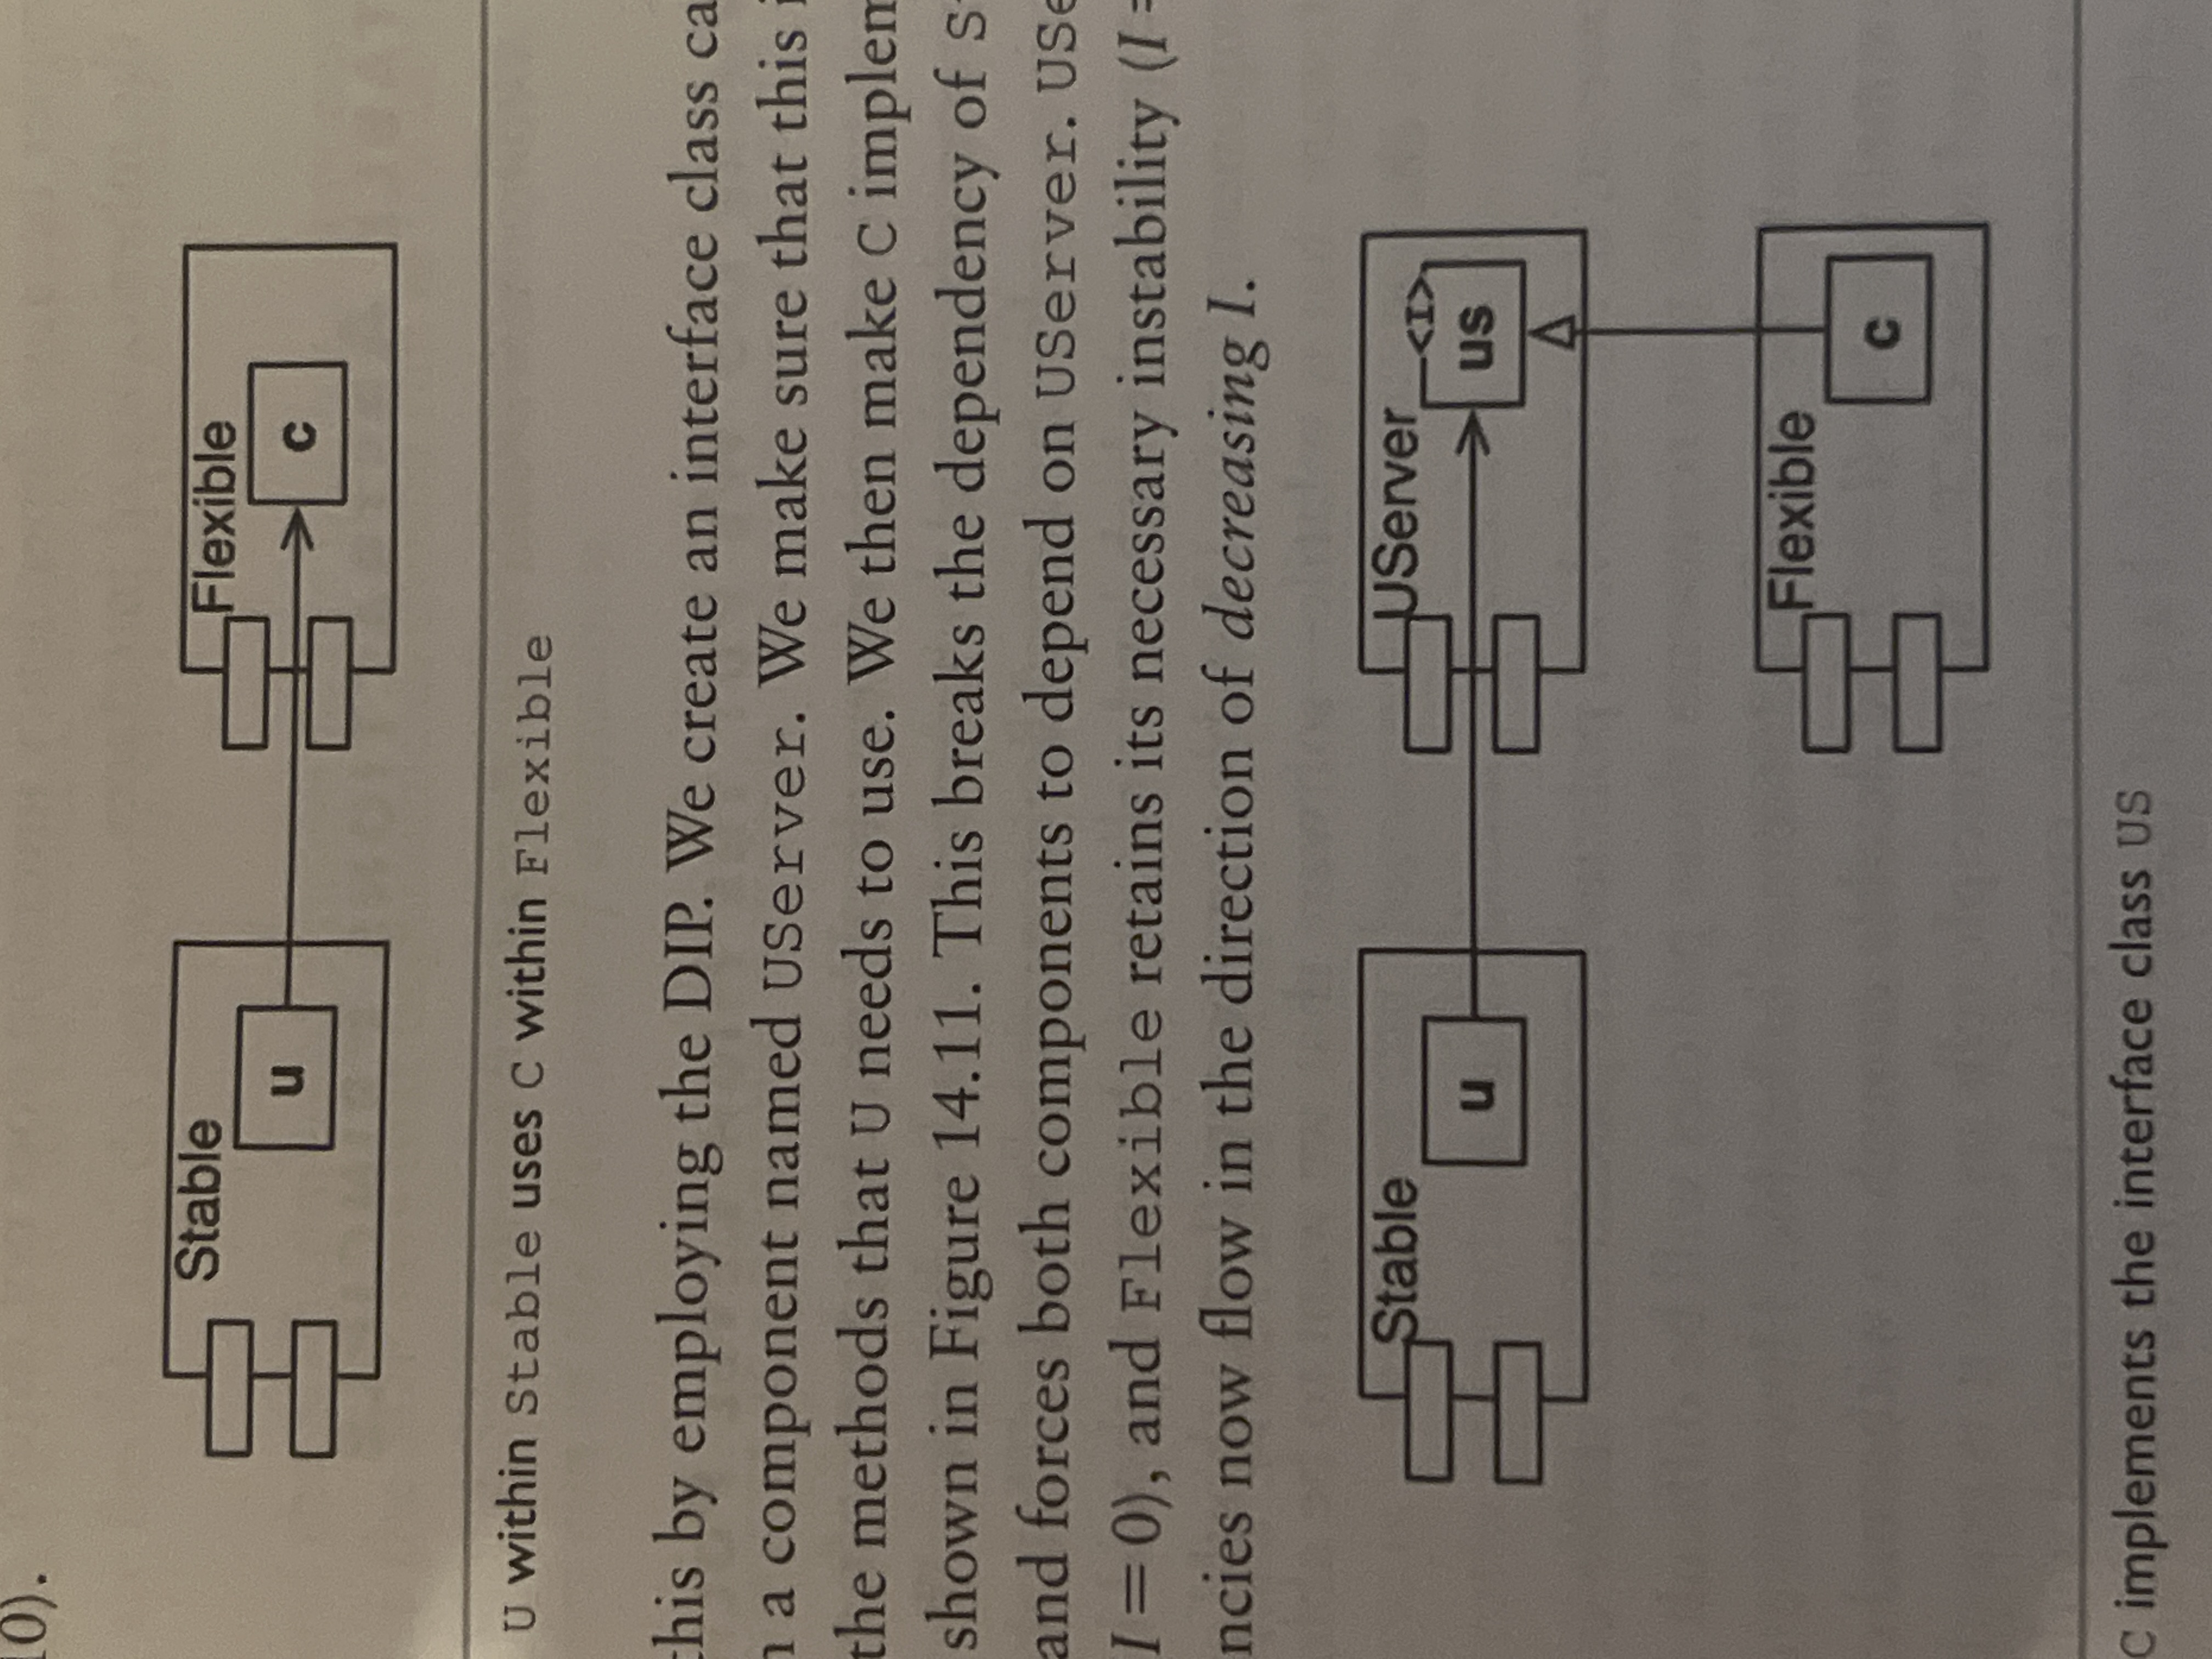 10).
Stable
Flexible
u
c
U within Stable uses C within Flexible
this by employing the DIP. We create an interface class ca
a component named UServer. We make sure that this i
the methods that U needs to use. We then make C implem
shown in Figure 14.11. This breaks the dependency of S
and forces both components to depend on UServer. USe
I = 0), and Flexible retains its necessary instability (I =
ncies now flow in the direction of decreasing I.
Stable
UServer
<I>
u
us
Flexible
c
C implements the interface class US